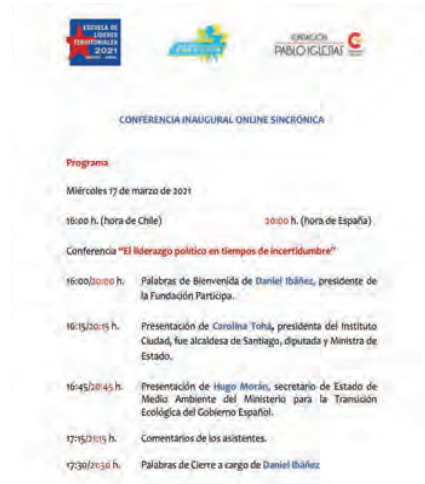 ESCUELA DE
LÍDERES
TERRITORIALES
2021
FUNDACIÓN
PABLO IGLESIAS
CONFERENCIA INAUGURAL ONLINE SINCRÓNICA
Programa
Miércoles 17 de marzo de 2021
16:00 h. (hora de Chile) 20:00 h. (hora de España)
Conferencia “El liderazgo político en tiempos de incertidumbre”
16:00/20:00 h. Palabras de Bienvenida de Daniel Ibáñez, presidente de
la Fundación Participa.
16:15/20:15 h. Presentación de Carolina Tohá, presidenta del Instituto
Ciudad, fue alcaldesa de Santiago, diputada y Ministra de
Estado.
16:45/20:45 h. Presentación de Hugo Morán, secretario de Estado de
Medio Ambiente del Ministerio para la Transición
Ecológica del Gobierno Español.
17:15/21:15 h. Comentarios de los asistentes.
17:30/21:30 h. Palabras de Cierre a cargo de Daniel Ibáñez